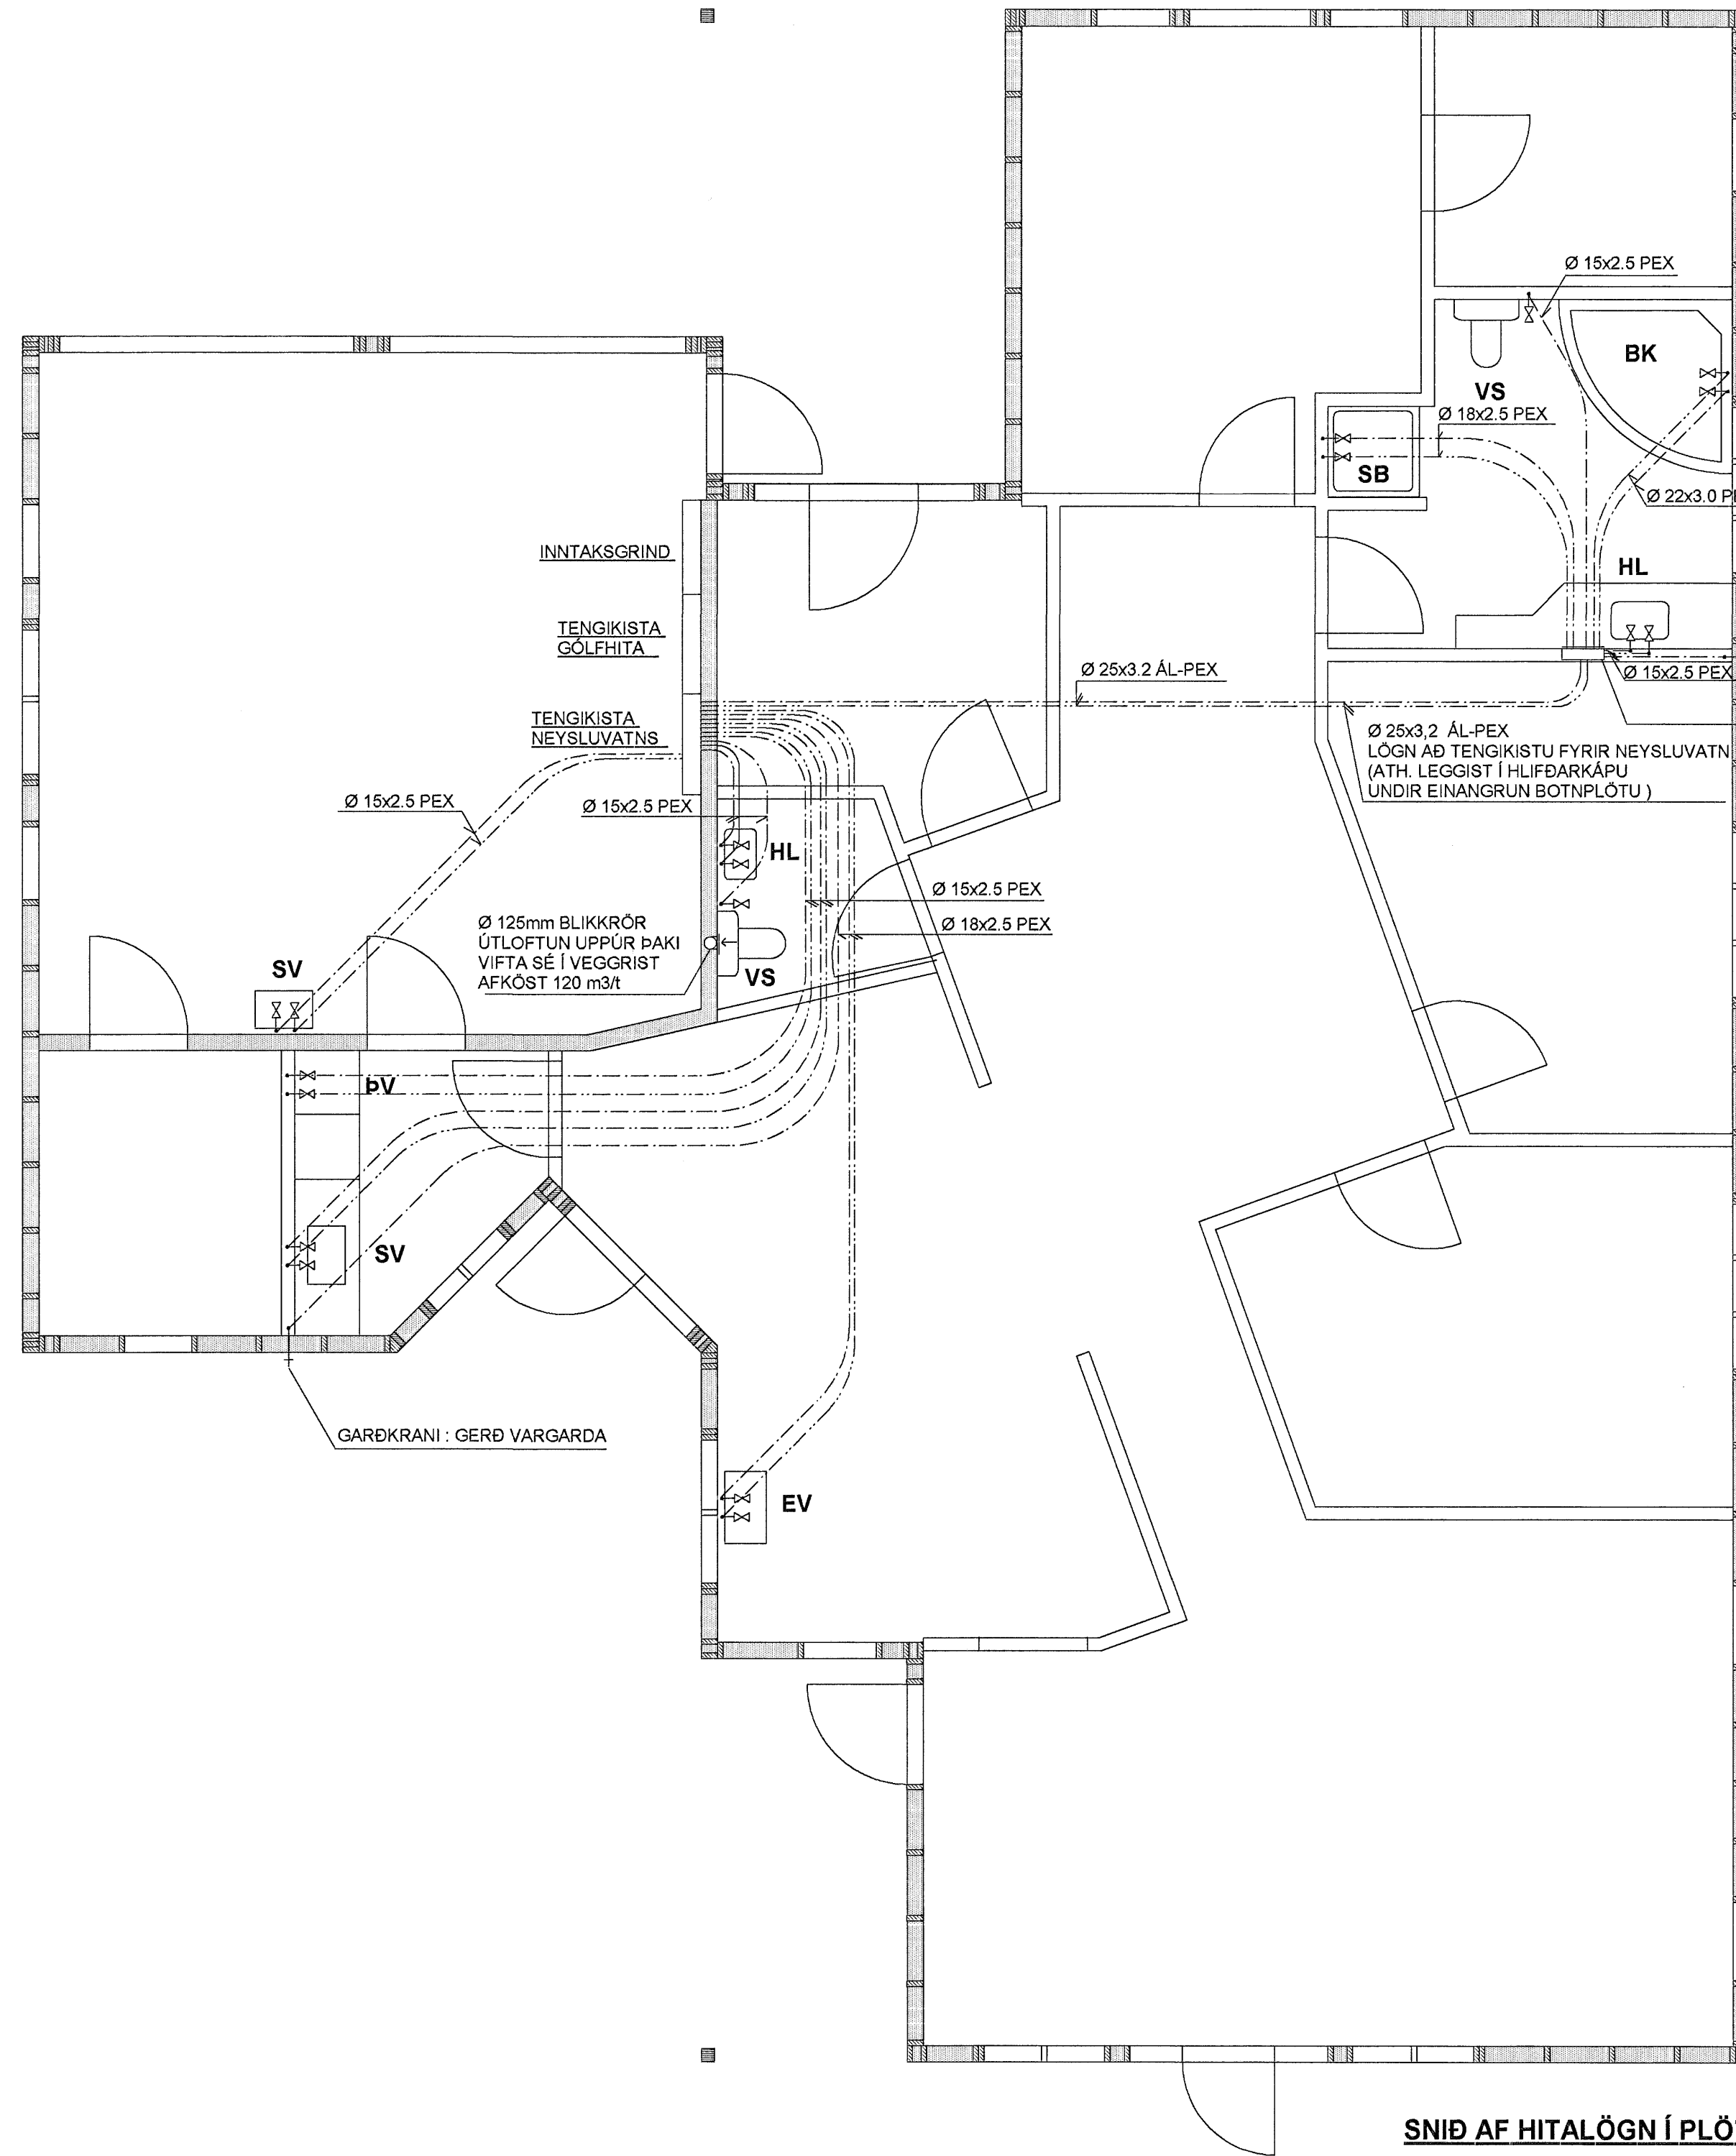 Ø 15x2.5 PEX
BK
VS
Ø 18x2.5 PEX
SB
Ø 22x3.0
HL
Ø 15x2.5 PEX
INNTAKSGRIND
TENGIKISTA
GÓLFHITA
TENGIKISTA
NEYSLUVATNS
Ø 25x3.2 ÁL-PEX
Ø 25x3,2 ÁL-PEX
LÖGN AÐ TENGIKISTU FYRIR NEYSLUVATN
(ATH. LEGGIST Í HLIFÐARKÁPU
UNDIR EINANGRUN BOTNPLÖTU )
Ø 15x2.5 PEX
Ø 15x2.5 PEX
HL
Ø 15x2.5 PEX
Ø 18x2.5 PEX
Ø 125mm BLIKKRÖR
ÚTLOFTUN UPPÚR ÞAKI
VIFTA SÉ Í VEGGRIST
AFKÖST 120 m3/t
VS
SV
ÞV
SV
GARÐKRANI : GERÐ VARGARDA
EV
SNIÐ AF HITALÖGN Í